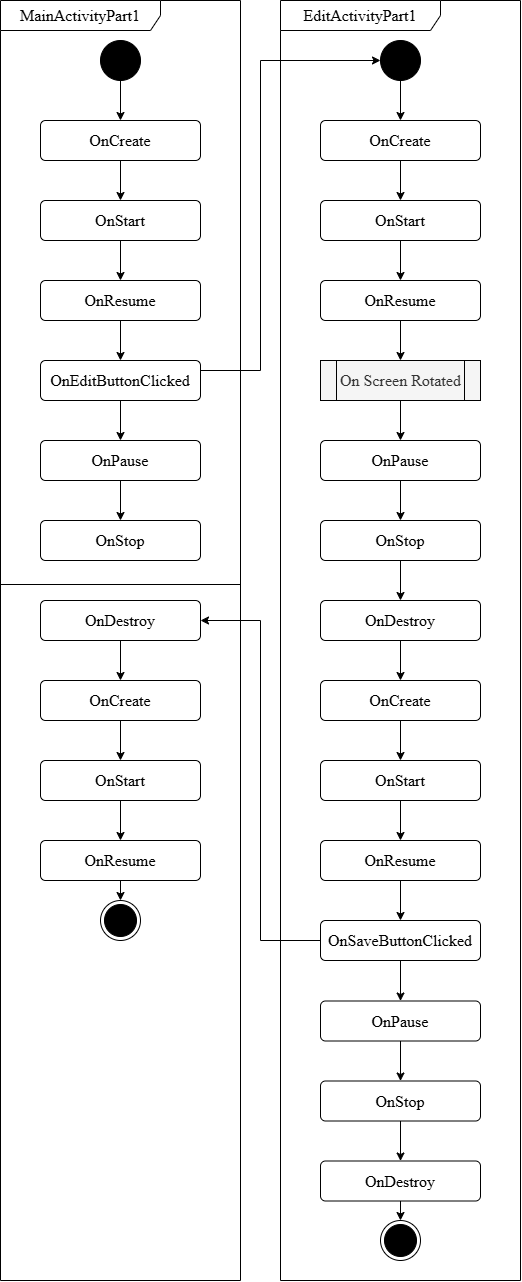 MainActivityPart1
OnCreate
OnStart
OnResume
OnEditButtonClicked
OnPause
OnStop
OnDestroy
OnCreate
OnStart
OnResume
EditActivityPart1
OnCreate
OnStart
OnResume
On Screen Rotated
OnPause
OnStop
OnDestroy
OnCreate
OnStart
OnResume
OnSaveButtonClicked
OnPause
OnStop
OnDestroy